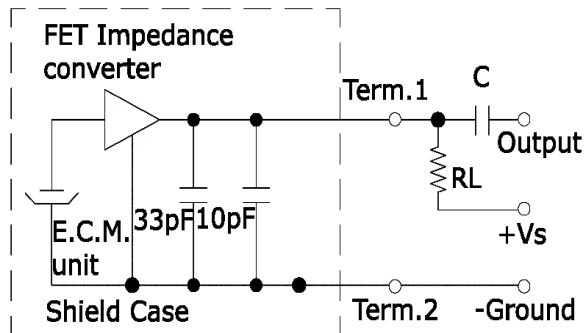 FET Impedance
converter
C
Term.1
Output
RL
33pF
10pF
+Vs
E.C.M.
unit
Shield Case
Term.2
-Ground